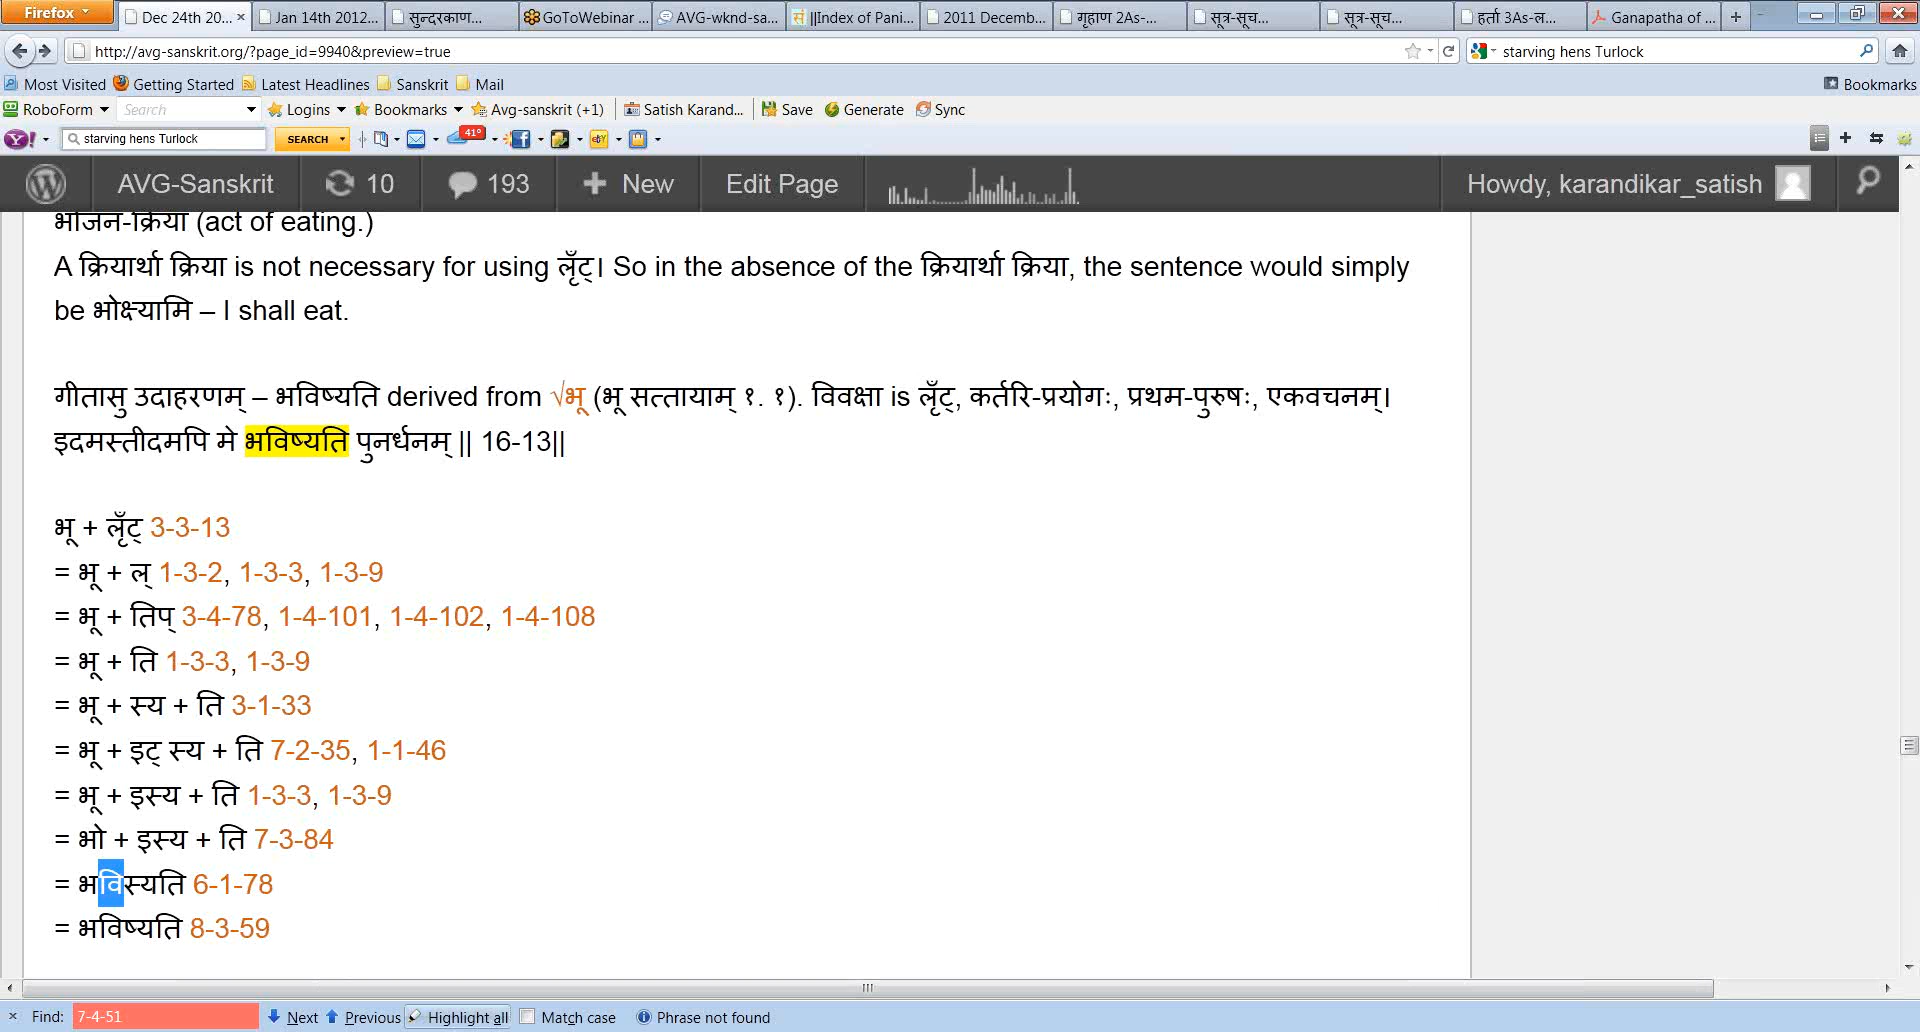 Firefox
Dec 24th 20...
Jan 14th 2012...
सुन्दरकाण...
GoToWebinar ...
AVG-wknd-sa...
||Index of Pani...
2011 Decemb...
गृहाण 2As-...
सूत्र-सूच...
सूत्र-सूच...
हर्ता 3As-ल...
Ganapatha of ...
http://avg-sanskrit.org/?page_id=9940&preview=true
starving hens Turlock
Most Visited Getting Started Latest Headlines Sanskrit Mail Bookmarks
RoboForm Search Logins Bookmarks Avg-sanskrit (+1) Satish Karand... Save Generate Sync
Y! starving hens Turlock SEARCH 41° ebY
AVG-Sanskrit 10 193 + New Edit Page Howdy, karandikar_satish
भोजन-क्रिया (act of eating.)
A क्रियार्था क्रिया is not necessary for using लृँट्। So in the absence of the क्रियार्था क्रिया, the sentence would simply
be भोक्ष्यामि – I shall eat.
गीतासु उदाहरणम् – भविष्यति derived from √भू (भू सत्तायाम् १. १). विवक्षा is लृँट्, कर्तरि-प्रयोगः, प्रथम-पुरुषः, एकवचनम्।
इदमस्तीदमपि मे भविष्यति पुनर्धनम् || 16-13||
भू + लृँट् 3-3-13
= भू + ल् 1-3-2, 1-3-3, 1-3-9
= भू + तिप् 3-4-78, 1-4-101, 1-4-102, 1-4-108
= भू + ति 1-3-3, 1-3-9
= भू + स्य + ति 3-1-33
= भू + इट् स्य + ति 7-2-35, 1-1-46
= भू + इस्य + ति 1-3-3, 1-3-9
= भो + इस्य + ति 7-3-84
= भविस्यति 6-1-78
= भविष्यति 8-3-59
× Find: 7-4-51 Next Previous Highlight all Match case Phrase not found